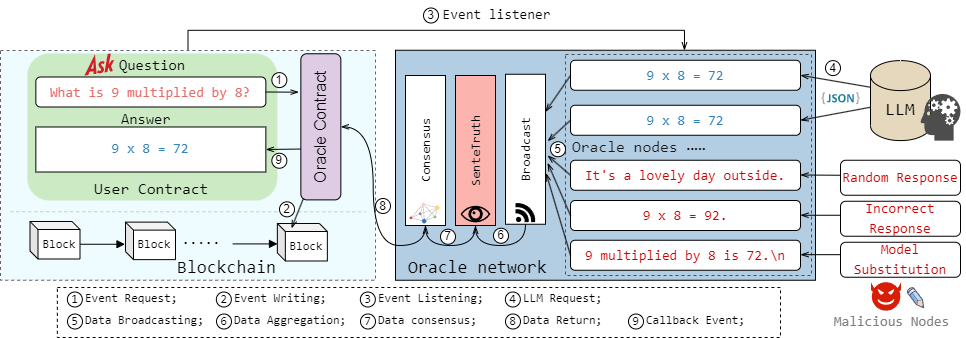 ③ Event listener
Ask Question
What is 9 multiplied by 8?
①
Answer
9 x 8 = 72
⑨
User Contract
Oracle Contract
②
Block
Block
.....
Block
Blockchain
⑧
Consensus
SenteTruth
Broadcast
⑦
⑥
Oracle network
9 x 8 = 72
9 x 8 = 72
⑤ Oracle nodes .....
It's a lovely day outside.
9 x 8 = 92.
9 multiplied by 8 is 72.\n
④
{JSON}
LLM
Random Response
Incorrect
Response
Model
Substitution
Malicious Nodes
① Event Request; ② Event Writing; ③ Event Listening; ④ LLM Request;
⑤ Data Broadcasting; ⑥ Data Aggregation; ⑦ Data consensus; ⑧ Data Return; ⑨ Callback Event;